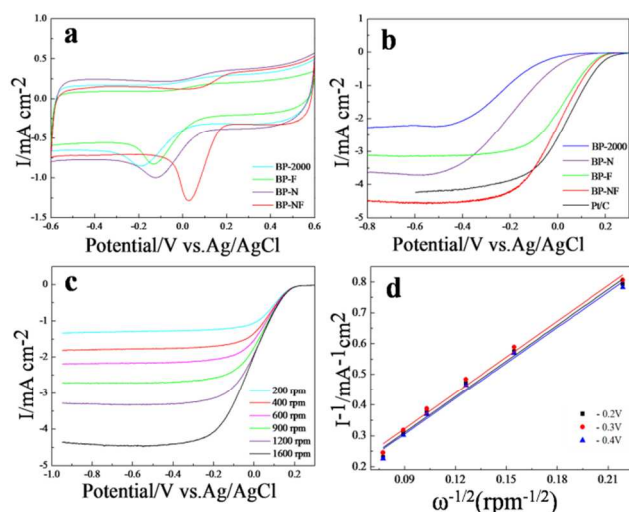 a
I/mA cm-2
1.0
0.5
0.0
-0.5
-1.0
-1.5
BP-2000
BP-F
BP-N
BP-NF
-0.6 -0.4 -0.2 0.0 0.2 0.4 0.6
Potential/V vs.Ag/AgCl
b
I/mA cm-2
1
0
-1
-2
-3
-4
-5
BP-2000
BP-N
BP-F
BP-NF
Pt/C
-0.8 -0.6 -0.4 -0.2 0.0 0.2
Potential/V vs.Ag/AgCl
c
I/mA cm-2
0
-1
-2
-3
-4
-5
200 rpm
400 rpm
600 rpm
900 rpm
1200 rpm
1600 rpm
-1.0 -0.8 -0.6 -0.4 -0.2 0.0 0.2
Potential/V vs.Ag/AgCl
d
I⁻¹/mA⁻¹cm2
0.8
0.6
0.4
0.3
0.2
- 0.2V
- 0.3V
- 0.4V
0.09 0.12 0.15 0.18 0.21
ω⁻¹/²(rpm⁻¹/²)